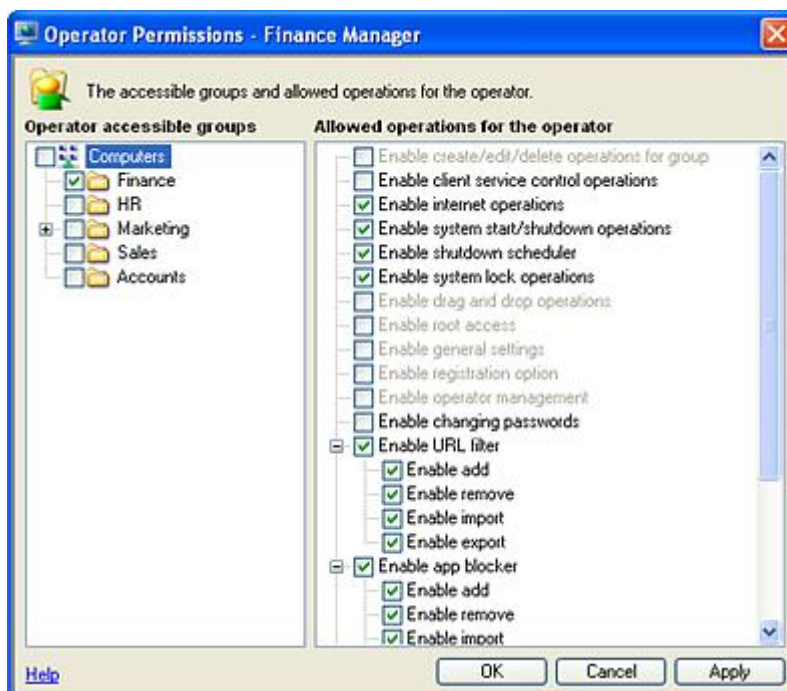 Operator Permissions - Finance Manager
The accessible groups and allowed operations for the operator.
Operator accessible groups
Computers
Finance
HR
Marketing
Sales
Accounts
Allowed operations for the operator
Enable create/edit/delete operations for group
Enable client service control operations
Enable internet operations
Enable system start/shutdown operations
Enable shutdown scheduler
Enable system lock operations
Enable drag and drop operations
Enable root access
Enable general settings
Enable registration option
Enable operator management
Enable changing passwords
Enable URL filter
Enable add
Enable remove
Enable import
Enable export
Enable app blocker
Enable add
Enable remove
Enable import
Help
OK
Cancel
Apply